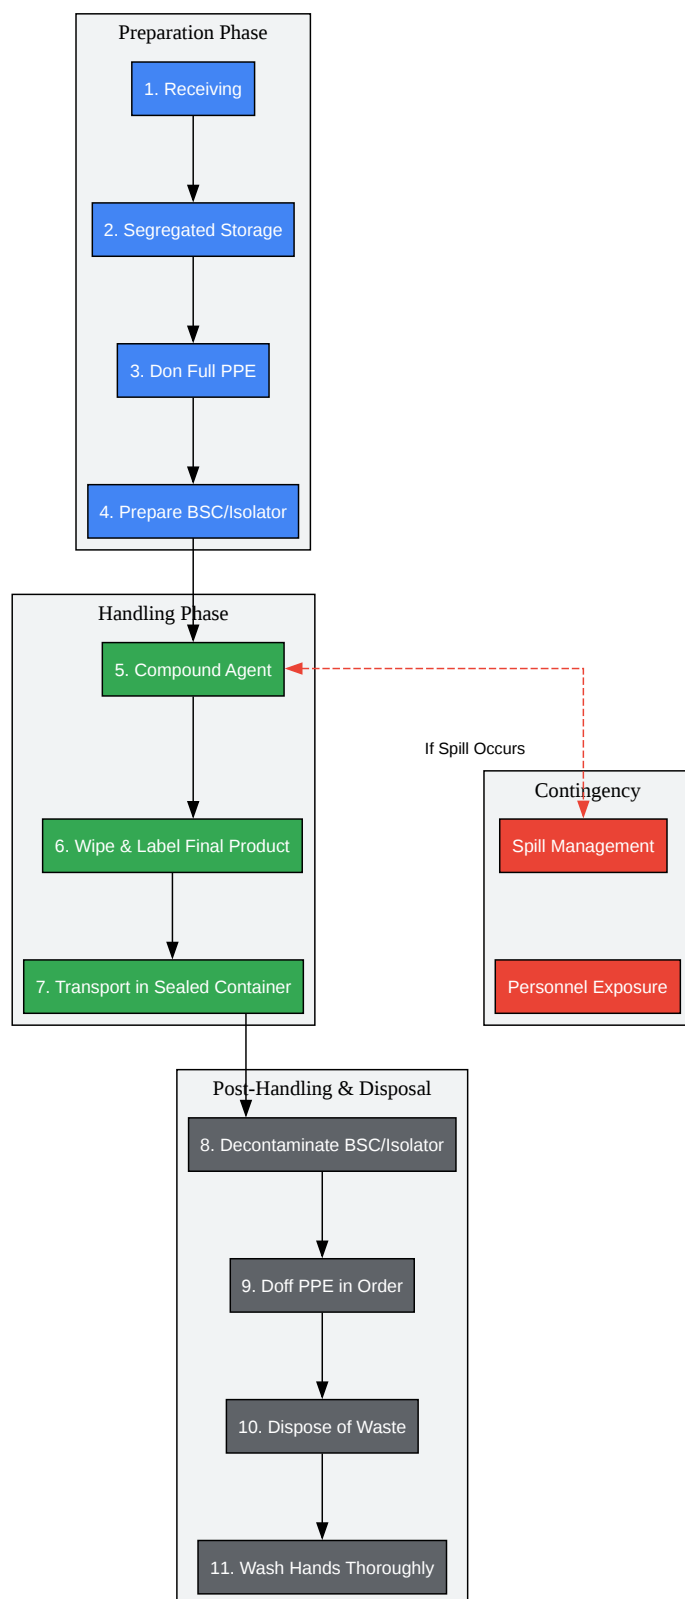 Preparation Phase
1. Receiving
2. Segregated Storage
3. Don Full PPE
4. Prepare BSC/Isolator
Handling Phase
5. Compound Agent
If Spill Occurs
Contingency
6. Wipe & Label Final Product
Spill Management
7. Transport in Sealed Container
Personnel Exposure
Post-Handling & Disposal
8. Decontaminate BSC/Isolator
9. Doff PPE in Order
10. Dispose of Waste
11. Wash Hands Thoroughly